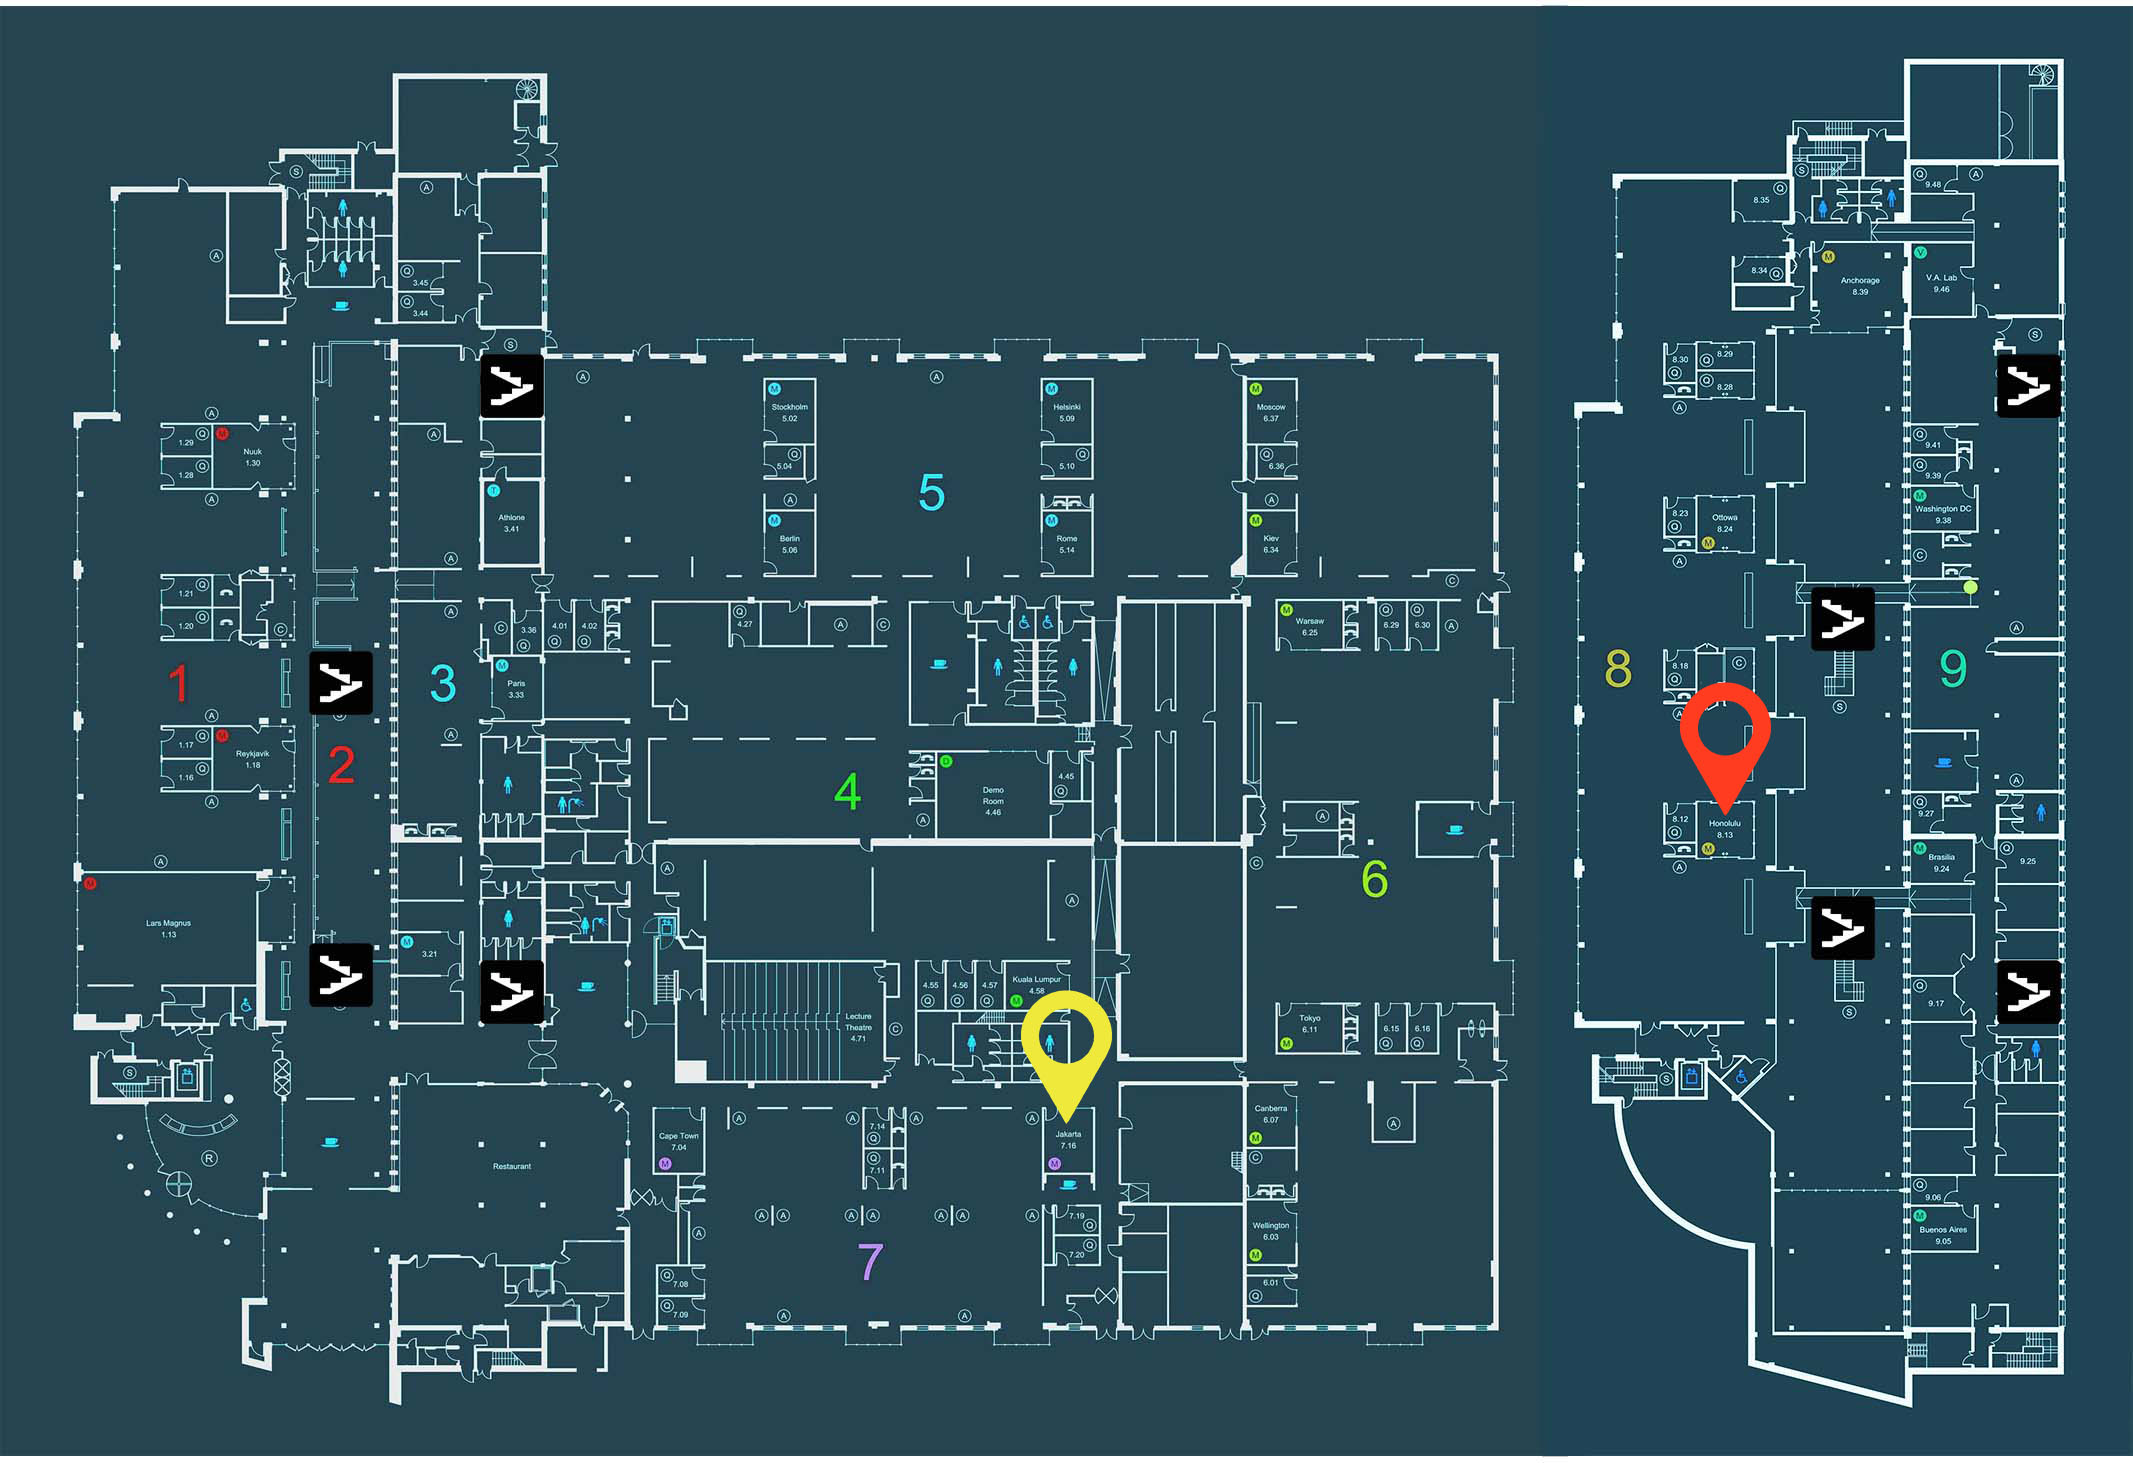 S
A
A
Q
3.45
Q
3.44
S
A
A
A
1.29
Q
M
Nuuk
1.30
1.28
Q
A
A
T
Athlone
3.41
A
M
Stockholm
5.02
5.04
Q
A
M
Berlin
5.06
5
M
Helsinki
5.09
Q
5.10
M
Rome
5.14
M
Moscow
6.37
Q
6.36
A
M
Kiev
6.34
C
1.21
Q
1.20
Q
C
A
C
3.36
Q
4.01
Q
4.02
Q
Q
4.27
A
C
M
Warsaw
6.25
Q
6.29
Q
6.30
A
1
A
3
M
Paris
3.33
A
2
1.17
Q
M
Reykjavik
1.18
1.16
Q
A
4
D
Demo
Room
4.46
4.45
Q
A
A
A
M
Lars Magnus
1.13
A
A
C
6
M
3.21
4.55
Q
4.56
Q
4.57
Q
Kuala Lumpur
4.58
M
Lecture
Theatre
4.71
C
Tokyo
6.11
M
6.15
Q
6.16
Q
S
R
Restaurant
Cape Town
7.04
M
A
A
7.14
Q
Q
7.11
A
A
Jakarta
7.16
M
Canberra
6.07
M
C
A
A
A
A
A
A
A
A
A
7.19
Q
7.20
Q
Wellington
6.03
M
7
Q
7.08
Q
7.09
A
A
6.01
Q
S
Q
8.35
Q
9.48
A
8.34
Q
M
Anchorage
8.39
V
V.A. Lab
9.46
S
8.30
Q
8.29
Q
Q
8.28
A
Q
9.41
Q
9.39
8.23
Q
Ottowa
8.24
M
A
M
Washington DC
9.38
C
A
8
8.18
Q
C
A
S
9
A
Q
9.27
8.12
Q
Honolulu
8.13
M
A
M
Brasilia
9.24
Q
9.25
9.17
Q
S
S
Q
9.06
M
Buenos Aires
9.05